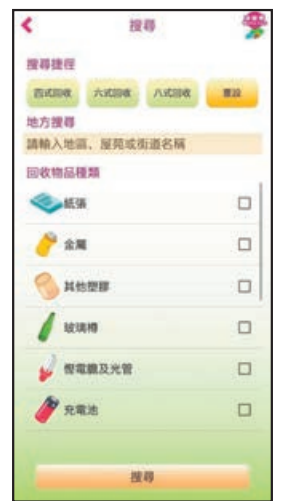 搜尋
搜尋捷徑
四式回收 六式回收 八式回收 重設
地方搜尋
請輸入地區、屋苑或街道名稱
回收物品種類
紙張
金屬
其他塑膠
玻璃樽
慳電膽及光管
充電池
搜尋